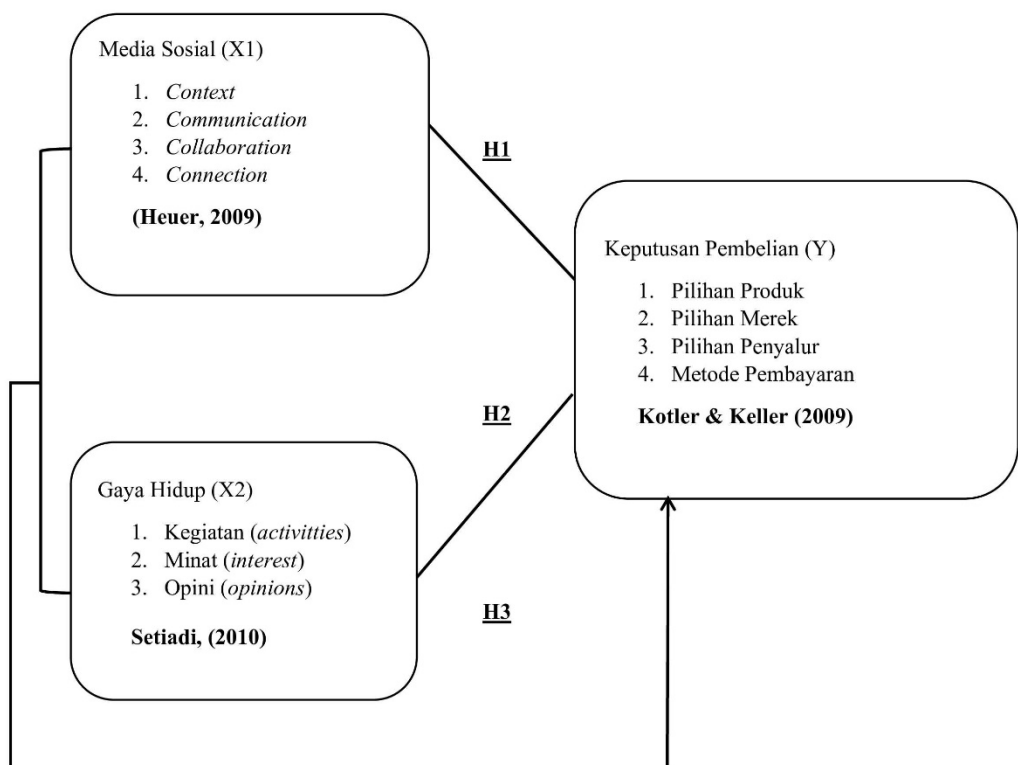 Media Sosial (X1)
1. Context
2. Communication
3. Collaboration
4. Connection
(Heuer, 2009)
H1
Keputusan Pembelian (Y)
1. Pilihan Produk
2. Pilihan Merek
3. Pilihan Penyalur
4. Metode Pembayaran
Kotler & Keller (2009)
H2
Gaya Hidup (X2)
1. Kegiatan (activitties)
2. Minat (interest)
3. Opini (opinions)
Setiadi, (2010)
H3